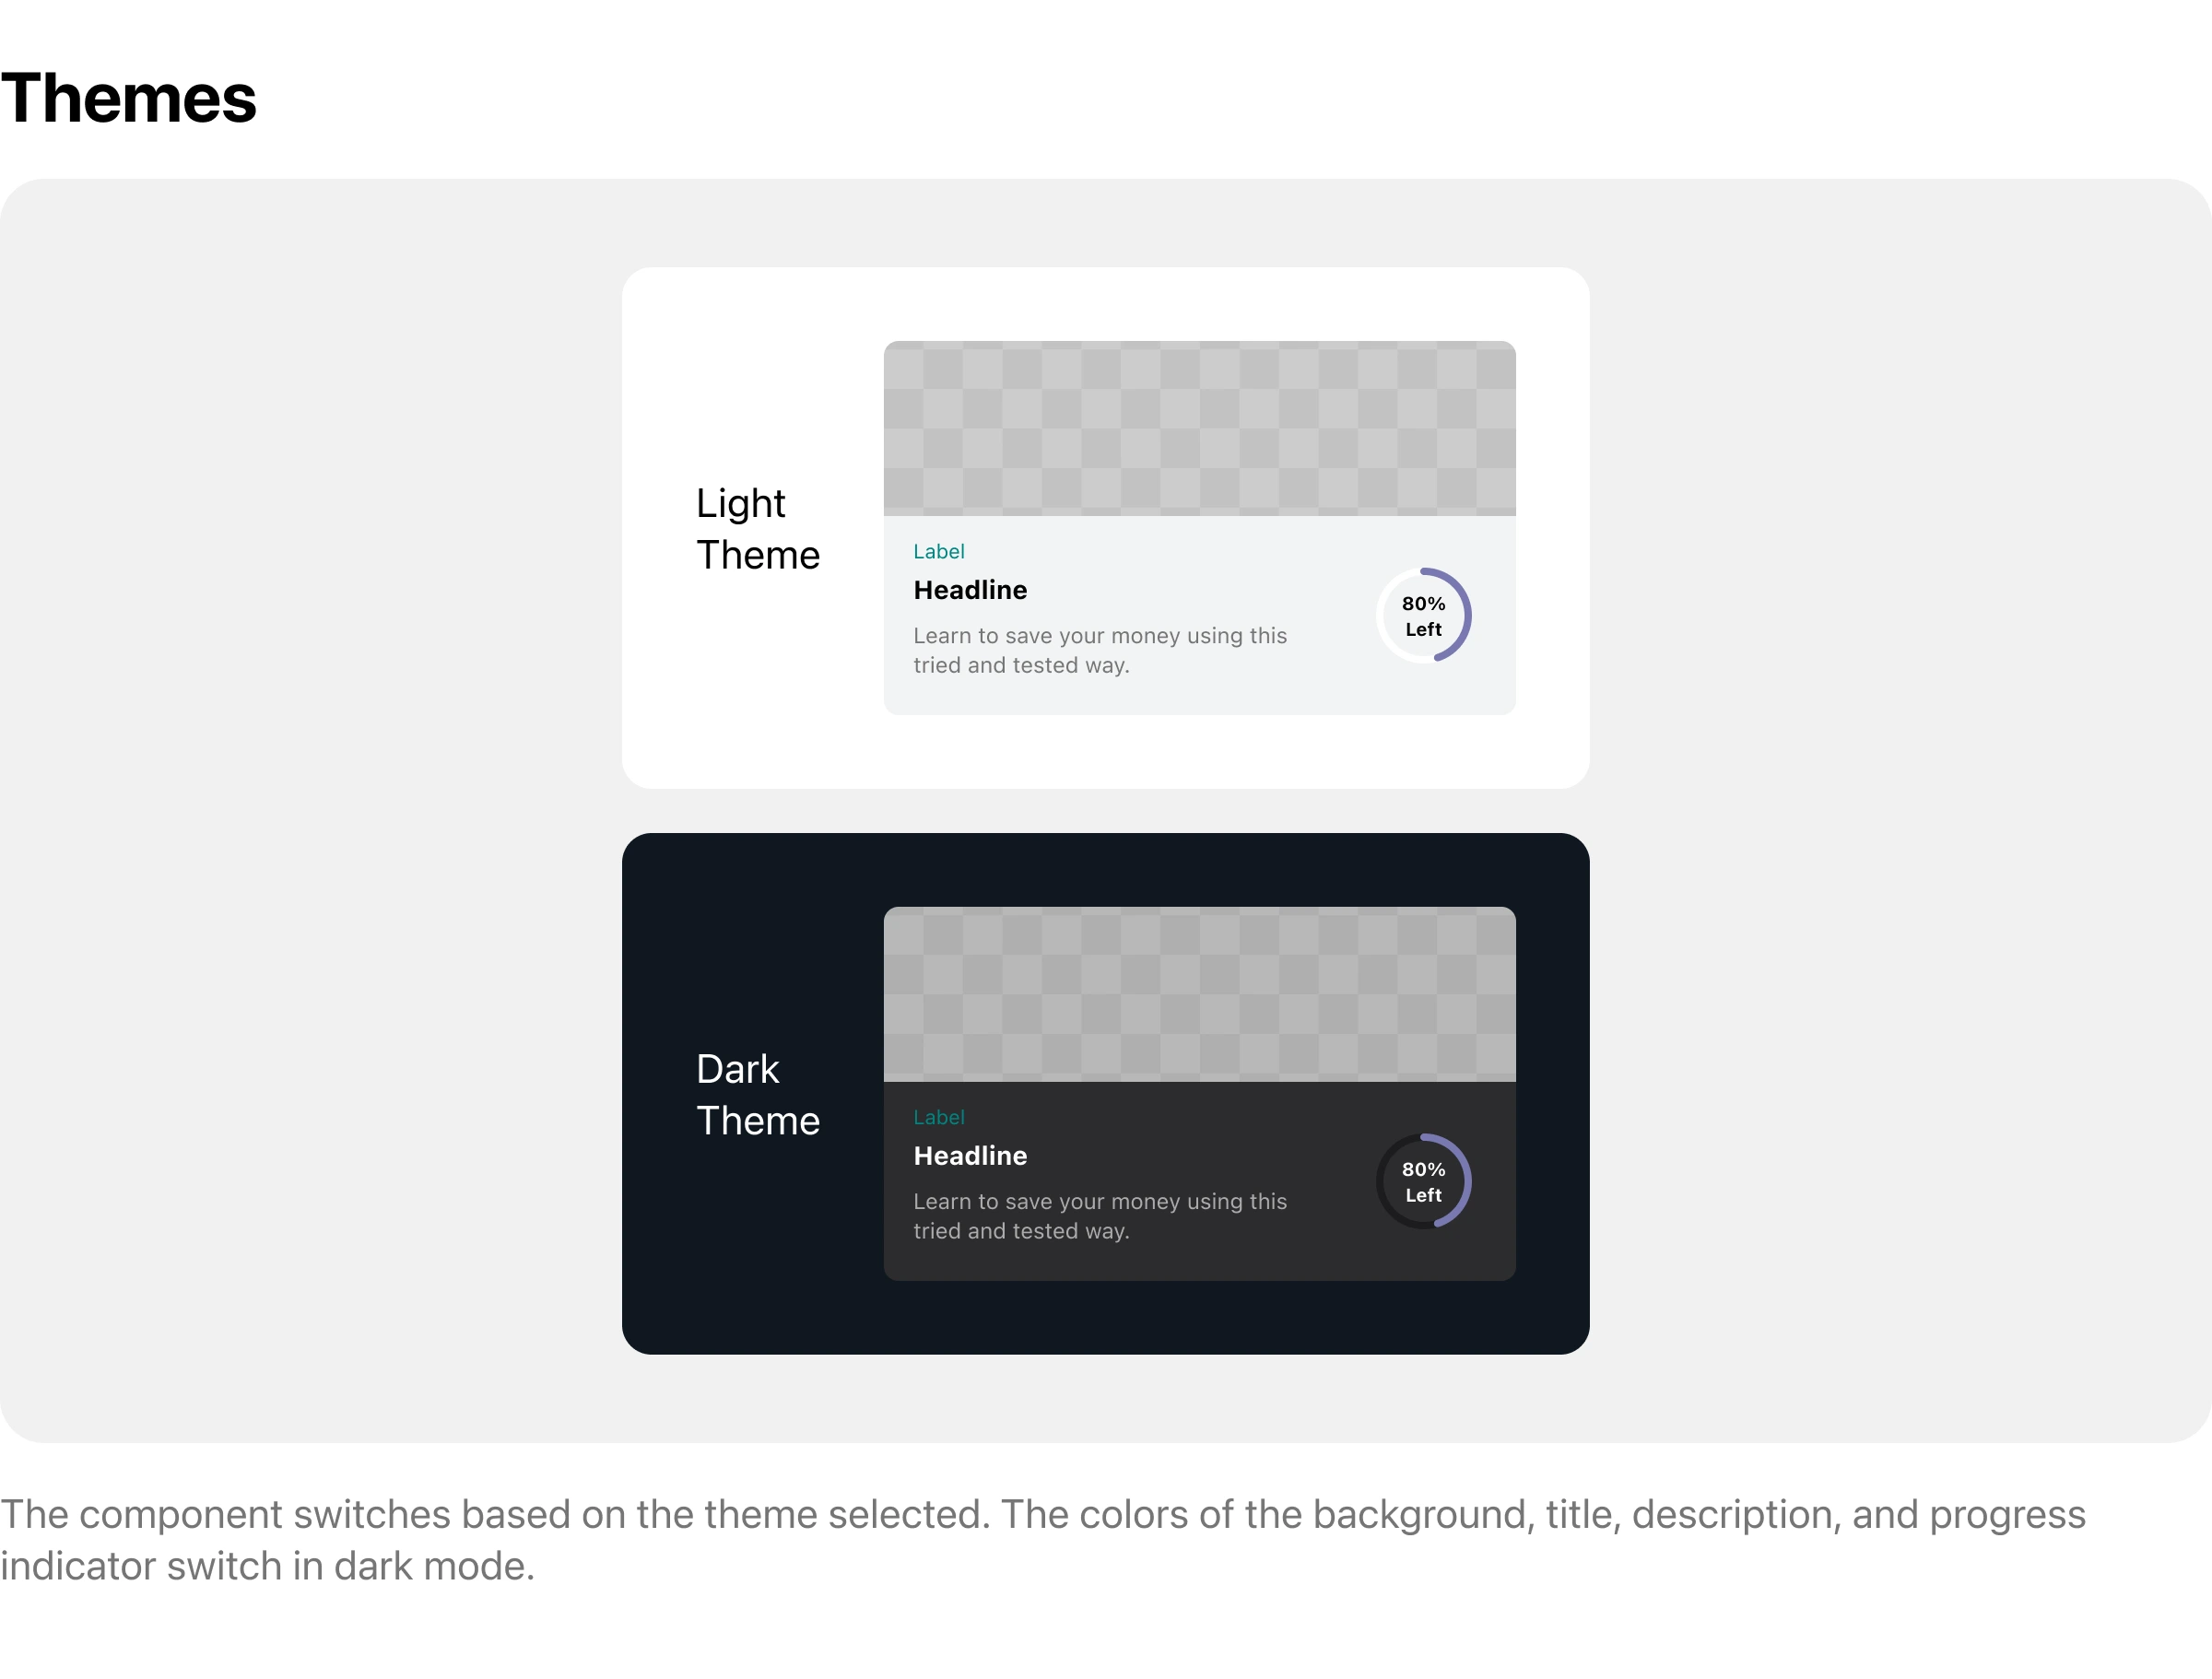 Themes
Light
Theme
Label
Headline
Learn to save your money using this
tried and tested way.
80%
Left
Dark
Theme
Label
Headline
Learn to save your money using this
tried and tested way.
80%
Left
The component switches based on the theme selected. The colors of the background, title, description, and progress
indicator switch in dark mode.